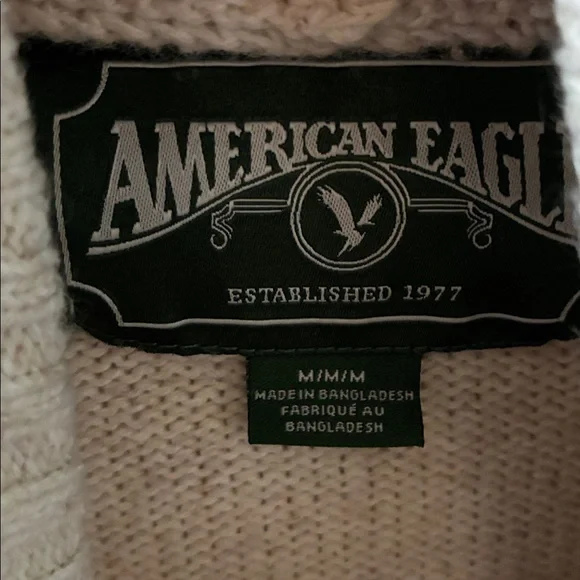 AMERICAN EAGL
ESTABLISHED 1977
M/M/M
MADE IN BANGLADESH
FABRIQUÉ AU
BANGLADESH